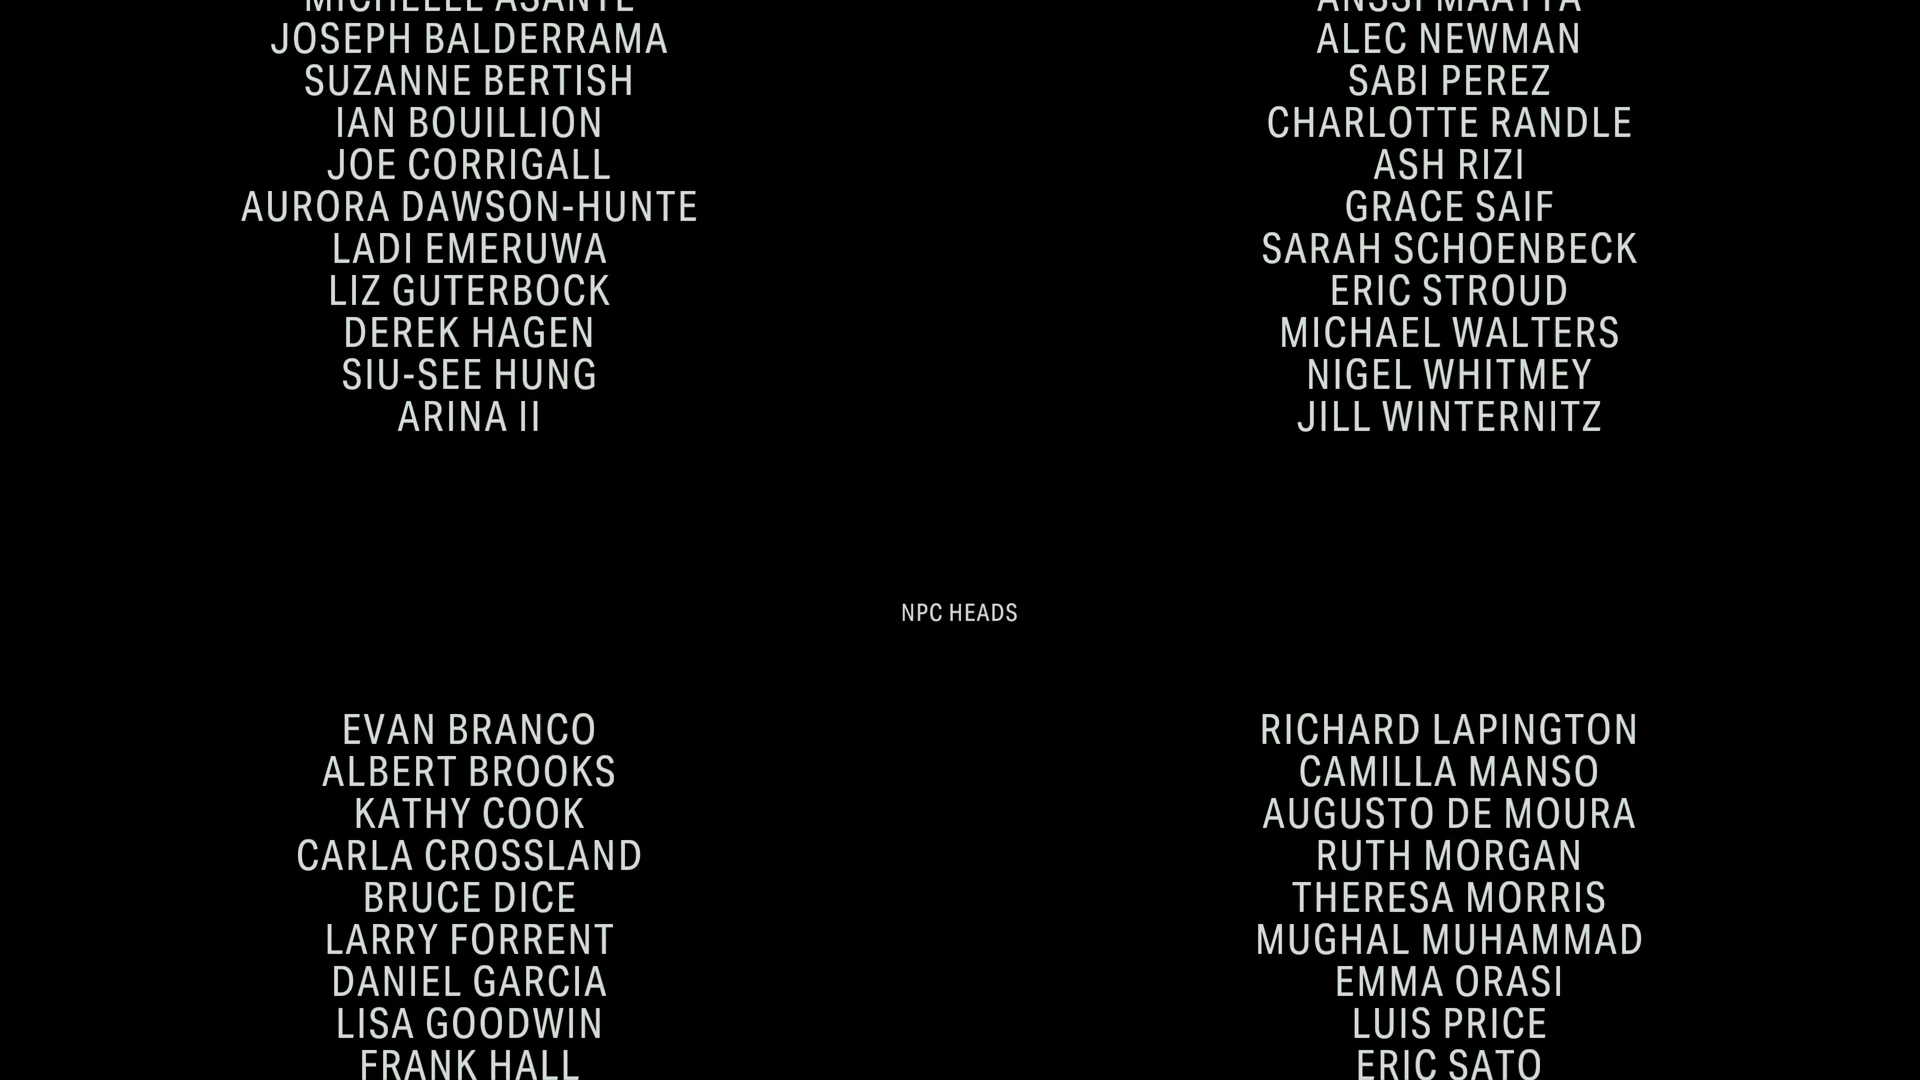 MICHELLE ASANTE
JOSEPH BALDERRAMA
SUZANNE BERTISH
IAN BOUILLION
JOE CORRIGALL
AURORA DAWSON-HUNTE
LADI EMERUWA
LIZ GUTERBOCK
DEREK HAGEN
SIU-SEE HUNG
ARINA II
ANSSI MÄÄTTÄ
ALEC NEWMAN
SABI PEREZ
CHARLOTTE RANDLE
ASH RIZI
GRACE SAIF
SARAH SCHOENBECK
ERIC STROUD
MICHAEL WALTERS
NIGEL WHITMEY
JILL WINTERNITZ
NPC HEADS
EVAN BRANCO
ALBERT BROOKS
KATHY COOK
CARLA CROSSLAND
BRUCE DICE
LARRY FORRENT
DANIEL GARCIA
LISA GOODWIN
FRANK HALL
RICHARD LAPINGTON
CAMILLA MANSO
AUGUSTO DE MOURA
RUTH MORGAN
THERESA MORRIS
MUGHAL MUHAMMAD
EMMA ORASI
LUIS PRICE
ERIC SATO